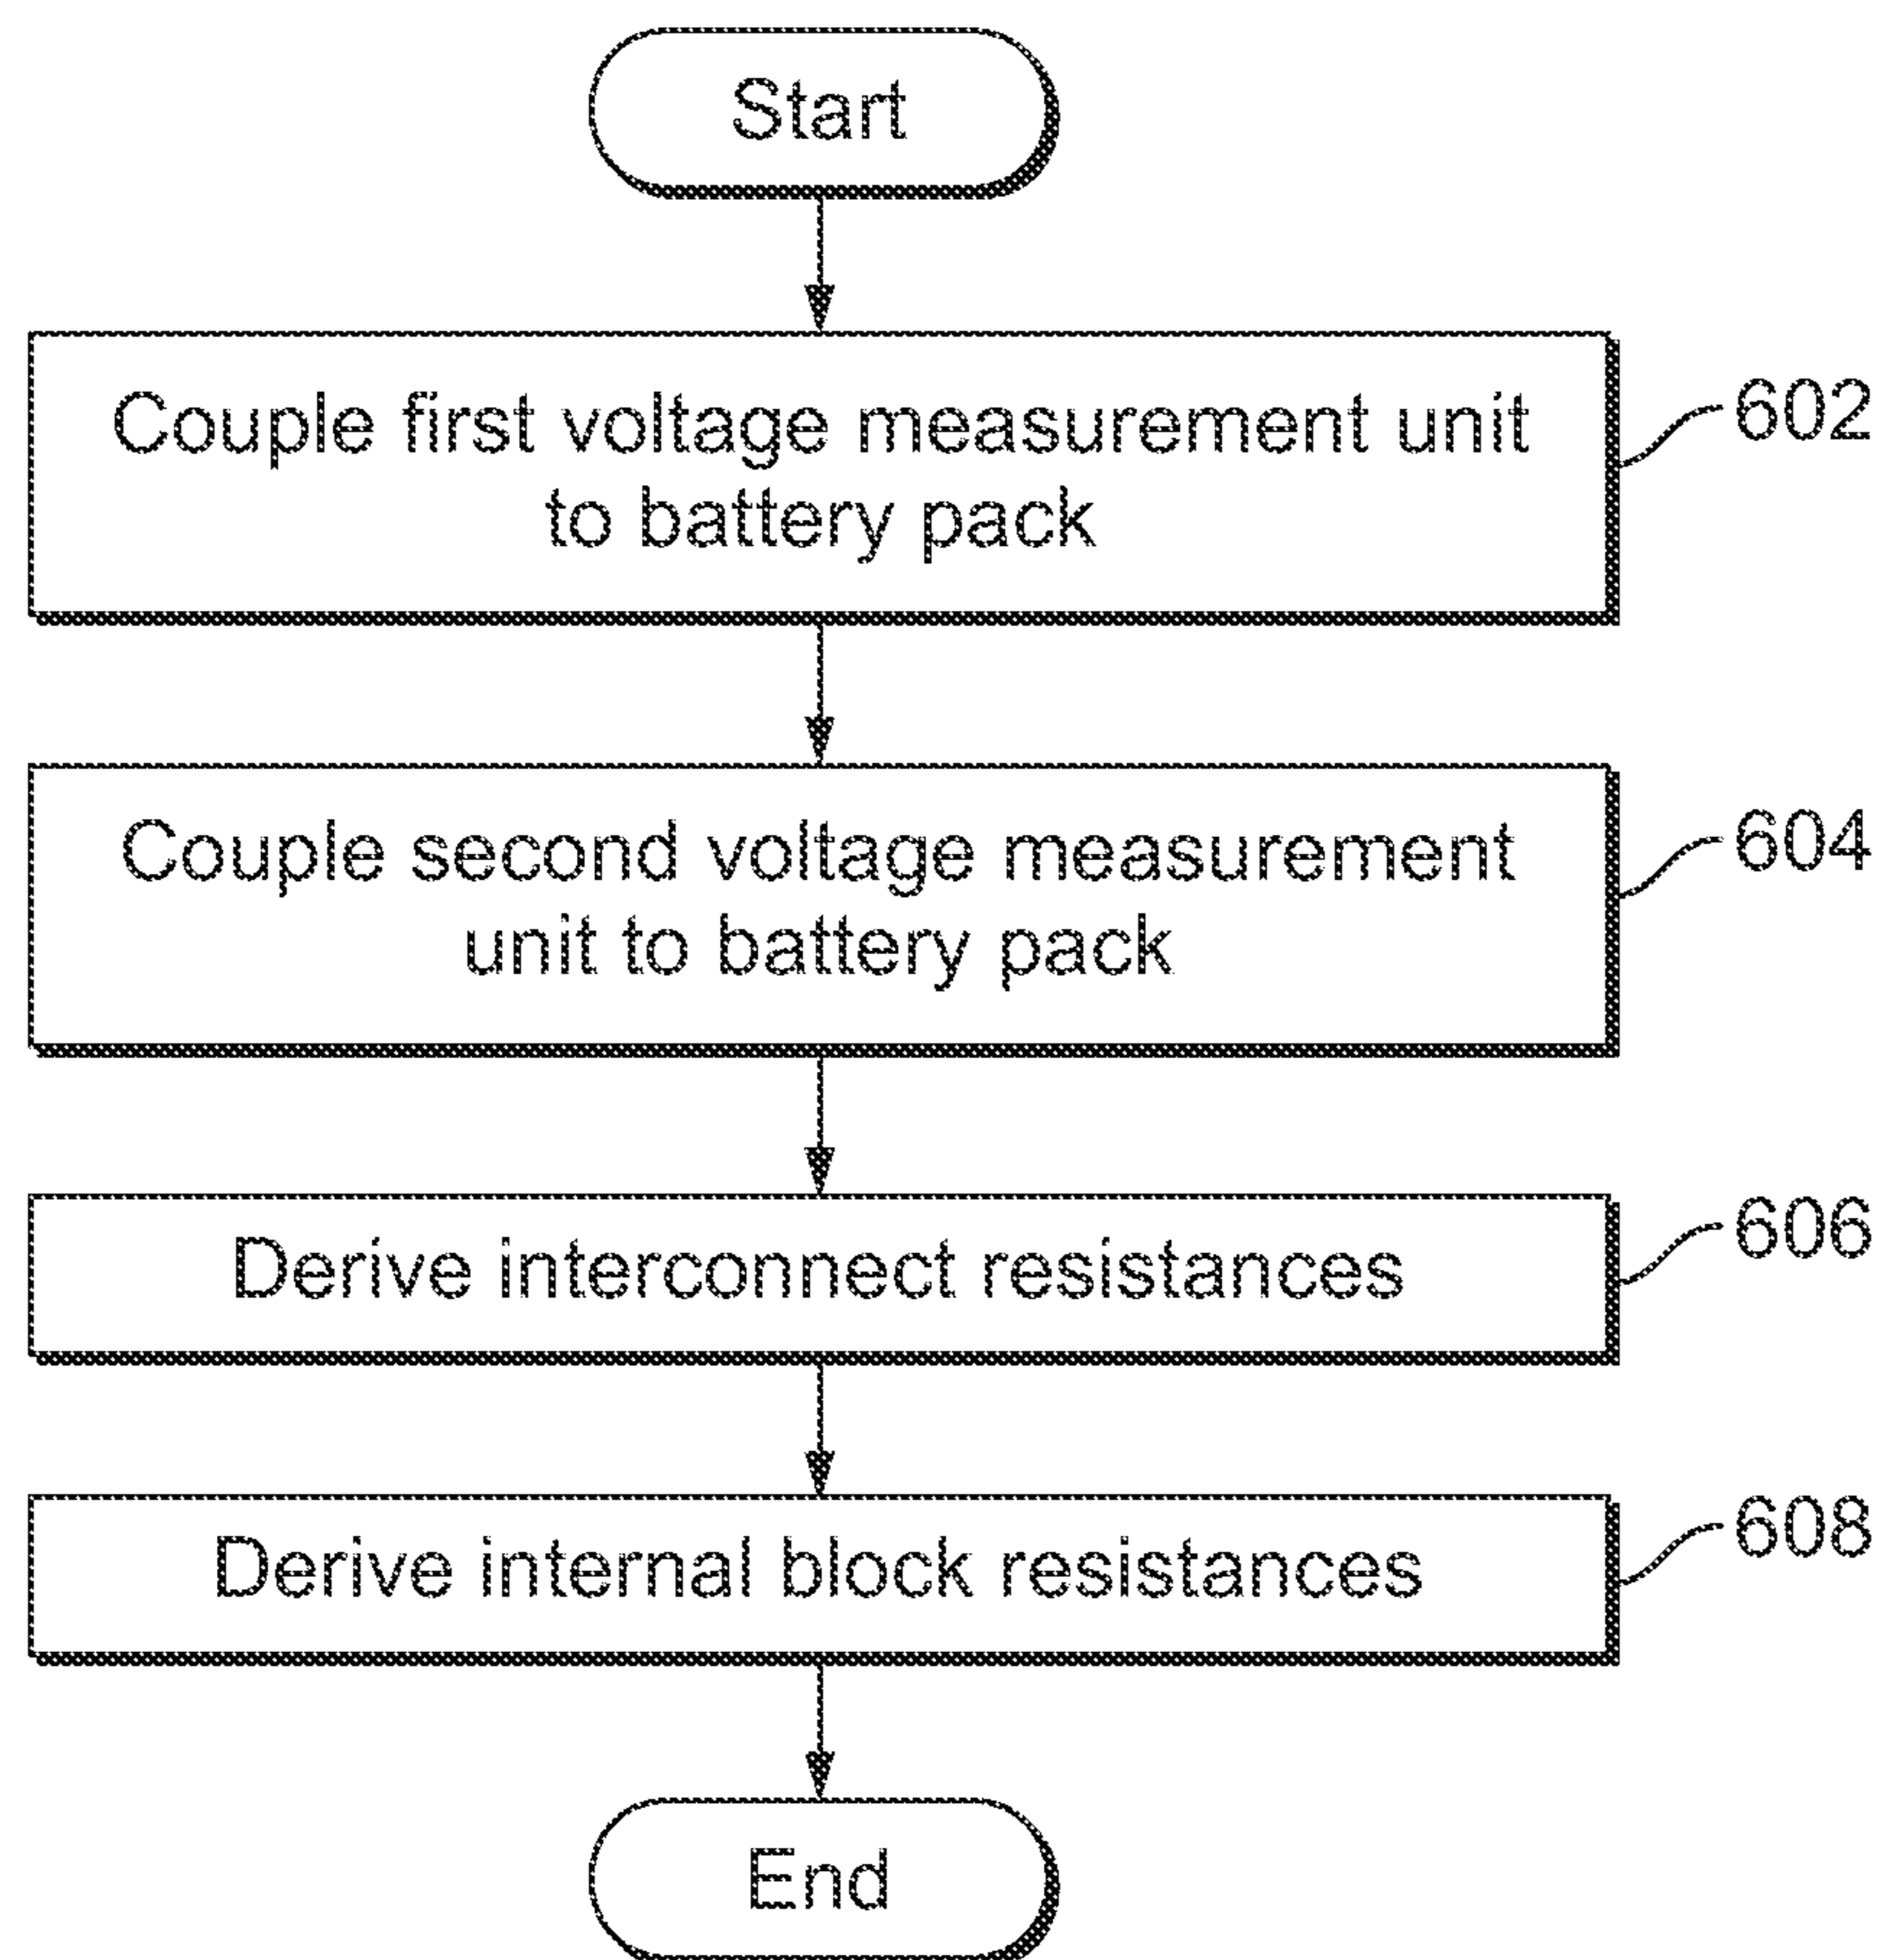 Start
Couple first voltage measurement unit
to battery pack
602
Couple second voltage measurement
unit to battery pack
604
Derive interconnect resistances
606
Derive internal block resistances
608
End